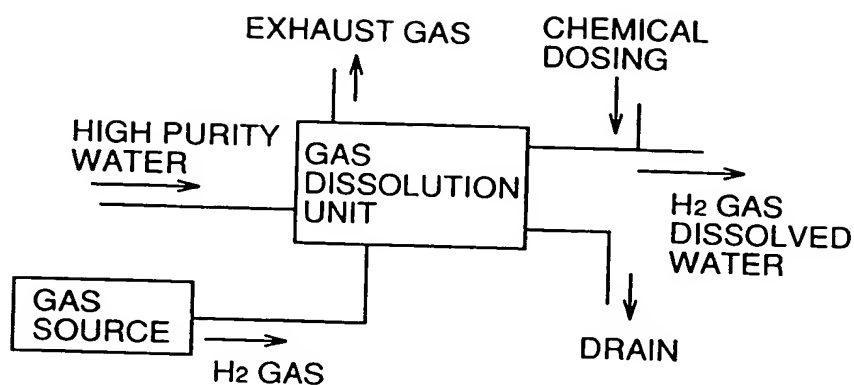 EXHAUST GAS
CHEMICAL
DOSING
HIGH PURITY
WATER
GAS
DISSOLUTION
UNIT
H2 GAS
DISSOLVED
WATER
GAS
SOURCE
H2 GAS
DRAIN